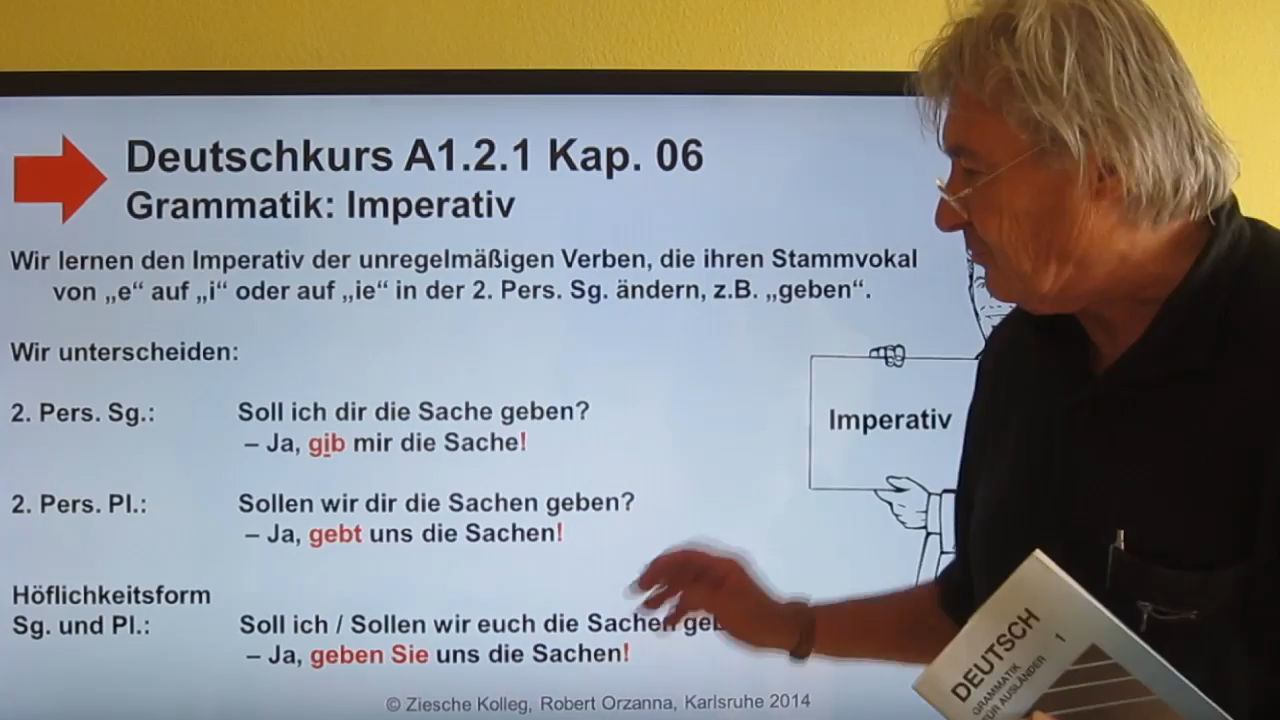 Deutschkurs A1.2.1 Kap. 06
Grammatik: Imperativ
Wir lernen den Imperativ der unregelmäßigen Verben, die ihren Stammvokal
von „e“ auf „i“ oder auf „ie“ in der 2. Pers. Sg. ändern, z.B. „geben“.
Wir unterscheiden:
2. Pers. Sg.: Soll ich dir die Sache geben?
– Ja, gib mir die Sache!
2. Pers. Pl.: Sollen wir dir die Sachen geben?
– Ja, gebt uns die Sachen!
Höflichkeitsform
Sg. und Pl.: Soll ich / Sollen wir euch die Sachen
– Ja, geben Sie uns die Sachen!
© Ziesche Kolleg, Robert Orzanna, Karlsruhe 2014
Imperativ
DEUTSCH 1
GRAMMATIK
FÜR AUSLÄNDER